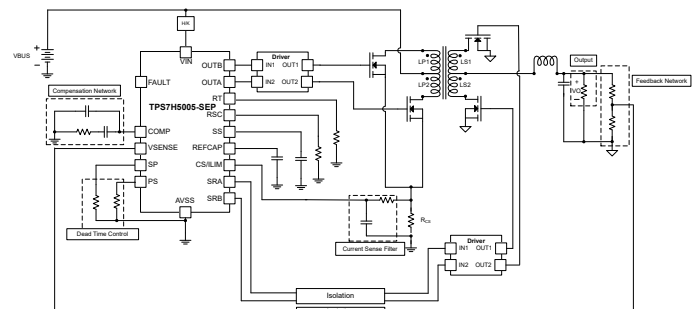 H/K
VBUS
VIN
FAULT
OUTB
OUTA
TPS7H5005-SEP
RT
RSC
SS
REFCAP
CS/ILIM
SRA
SRB
COMP
VSENSE
SP
PS
AVSS
Compensation Network
Dead Time Control
Driver
IN1 OUT1
IN2 OUT2
LP1
LS1
LP2
LS2
Output
Feedback Network
Current Sense Filter
RCS
Driver
IN1 OUT1
IN2 OUT2
Isolation